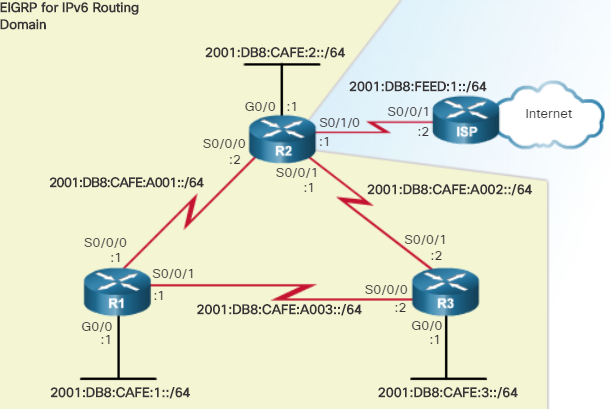 EIGRP for IPv6 Routing
Domain
2001:DB8:CAFE:2::/64
2001:DB8:FEED:1::/64
G0/0 :1
S0/1/0
:1
S0/0/1
:2
ISP
Internet
S0/0/0
:2
R2
S0/0/1
:1
2001:DB8:CAFE:A001::/64
2001:DB8:CAFE:A002::/64
S0/0/0
:1
S0/0/1
:1
R1
2001:DB8:CAFE:A003::/64
S0/0/1
:2
S0/0/0
:2
R3
G0/0
:1
G0/0
:1
2001:DB8:CAFE:1::/64
2001:DB8:CAFE:3::/64